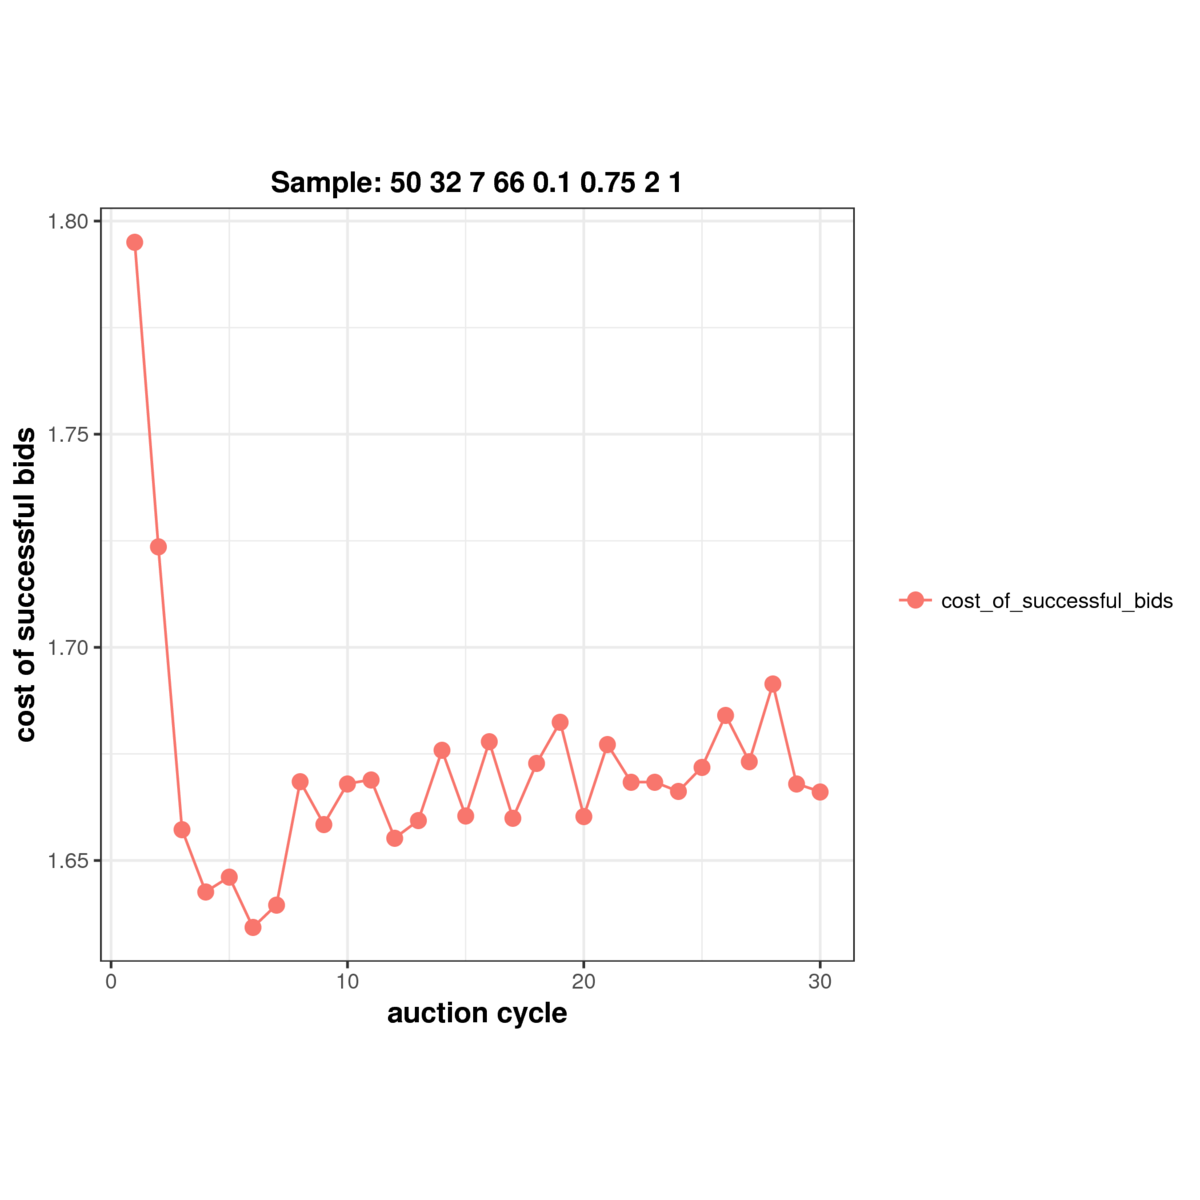 Sample: 50 32 7 66 0.1 0.75 2 1
1.80
1.75
1.70
1.65
cost of successful bids
0 10 20 30
auction cycle
cost_of_successful_bids